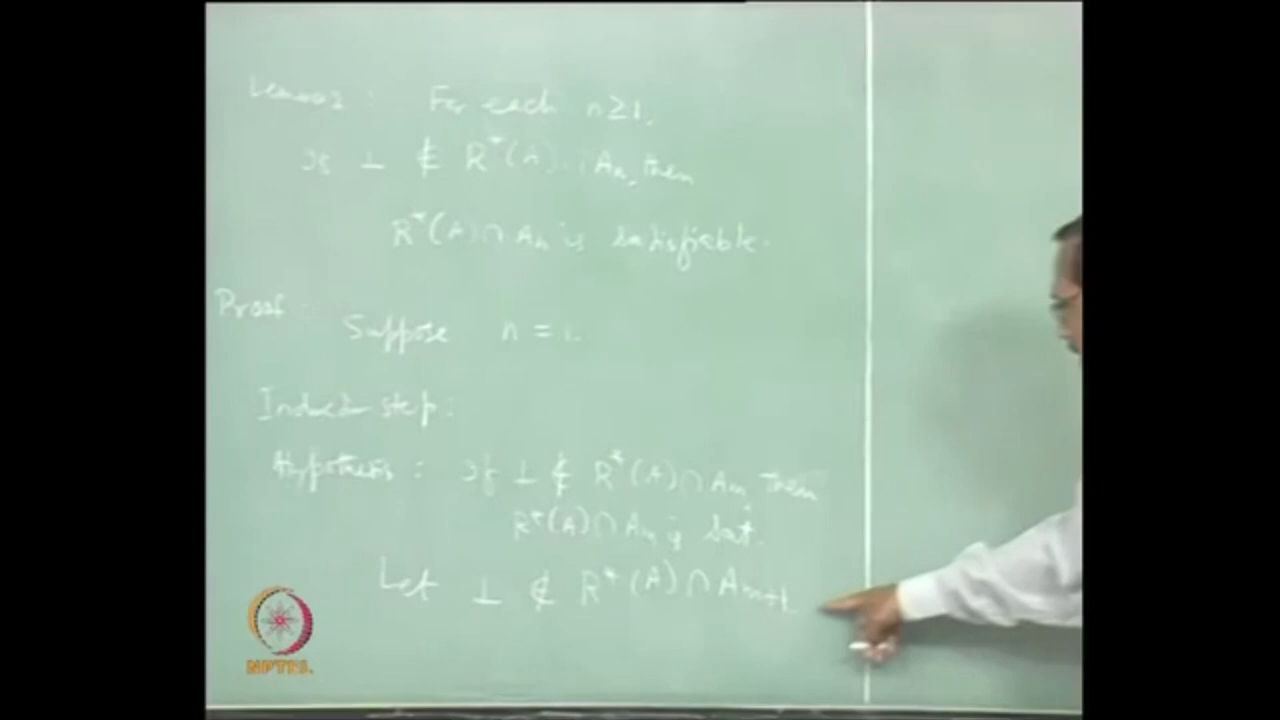 Lemma : For each n ≥ 1,
If ⊥ ∉ R*(A) ∩ An, then
R*(A) ∩ An is satisfiable.
Proof :
Suppose n = 1.
Induction step :
Hypothesis : If ⊥ ∉ R*(A) ∩ Am, then
R*(A) ∩ Am is sat.
Let ⊥ ∉ R*(A) ∩ Am+1
NPTEL